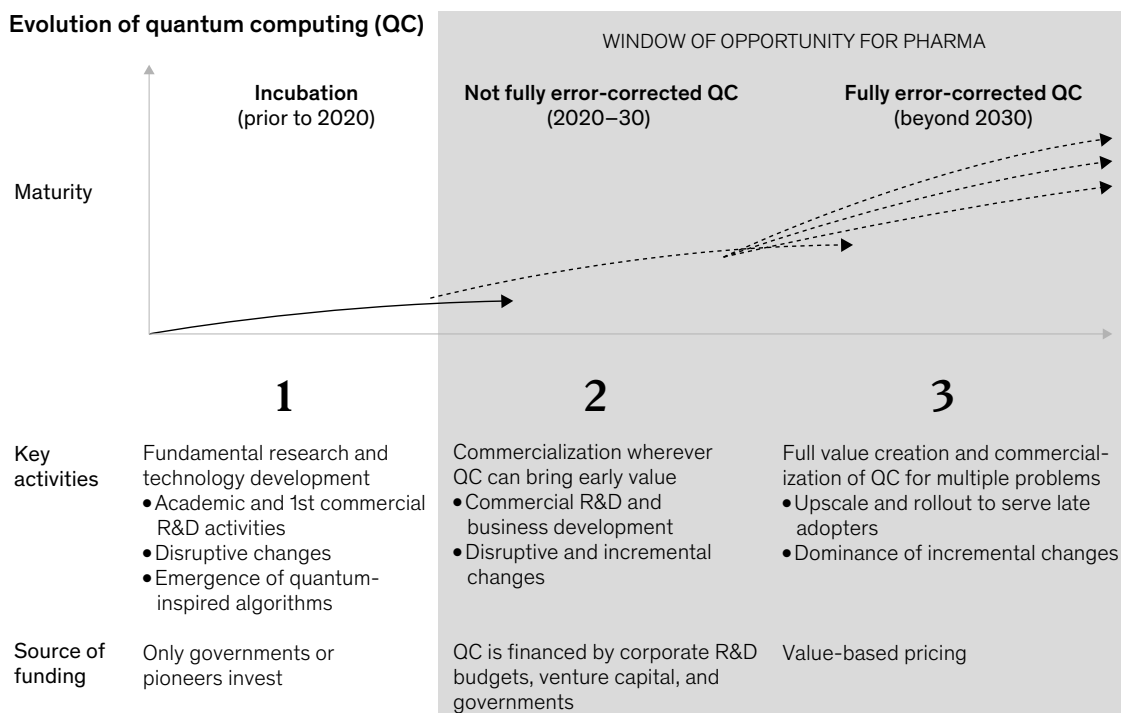 Evolution of quantum computing (QC)
WINDOW OF OPPORTUNITY FOR PHARMA
Incubation
(prior to 2020)
Not fully error-corrected QC
(2020–30)
Fully error-corrected QC
(beyond 2030)
Maturity
1
2
3
Key
activities
Fundamental research and
technology development
• Academic and 1st commercial
R&D activities
• Disruptive changes
• Emergence of quantum-
inspired algorithms
Commercialization wherever
QC can bring early value
• Commercial R&D and
business development
• Disruptive and incremental
changes
Full value creation and commercial-
ization of QC for multiple problems
• Upscale and rollout to serve late
adopters
• Dominance of incremental changes
Source of
funding
Only governments or
pioneers invest
QC is financed by corporate R&D
budgets, venture capital, and
governments
Value-based pricing